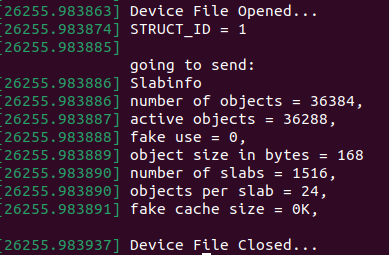 [26255.983863] Device File Opened...
[26255.983874] STRUCT_ID = 1
[26255.983885]
going to send:
[26255.983886] Slabinfo
[26255.983886] number of objects = 36384,
[26255.983887] active objects = 36288,
[26255.983888] fake use = 0,
[26255.983889] object size in bytes = 168
[26255.983890] number of slabs = 1516,
[26255.983890] objects per slab = 24,
[26255.983891] fake cache size = 0K,
[26255.983937] Device File Closed...